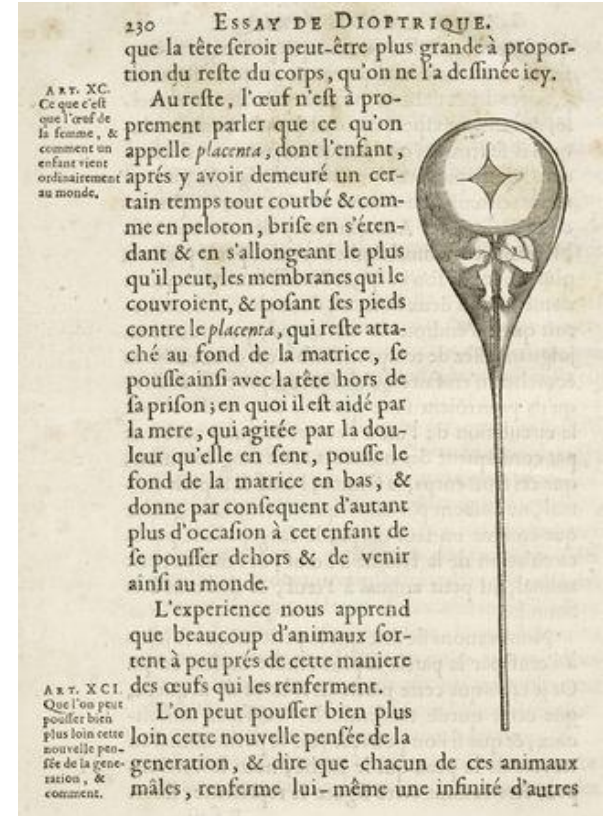 230 ESSAY DE DIOPTRIQUE.
que la tête ſeroit peut-être plus grande à propor-
tion du reſte du corps, qu'on ne l'a deſſinée icy.
ART. XC.
Ce que c'eſt
que l'œuf de
la femme, &
comment un
enfant vient
ordinairement
au monde.
Au reſte, l'œuf n'eſt à pro-
prement parler que ce qu'on
appelle placenta, dont l'enfant,
aprés y avoir demeuré un cer-
tain temps tout courbé & com-
me en peloton, briſe en s'éten-
dant & en s'allongeant le plus
qu'il peut, les membranes qui le
couvroient, & poſant ſes pieds
contre le placenta, qui reſte atta-
ché au fond de la matrice, ſe
pouſſe ainſi avec la tête hors de
ſa priſon; en quoi il eſt aidé par
la mere, qui agitée par la dou-
leur qu'elle en ſent, pouſſe le
fond de la matrice en bas, &
donne par conſequent d'autant
plus d'occaſion à cet enfant de
ſe pouſſer dehors & de venir
ainſi au monde.
L'experience nous apprend
que beaucoup d'animaux ſor-
tent à peu prés de cette maniere
des œufs qui les renferment.
ART. XCI.
Que l'on peut
pouſſer bien
plus loin cette
nouvelle pen-
ſée de la gene-
ration, &
comment.
L'on peut pouſſer bien plus
loin cette nouvelle penſée de la
generation, & dire que chacun de ces animaux
mâles, renferme lui-même une infinité d'autres